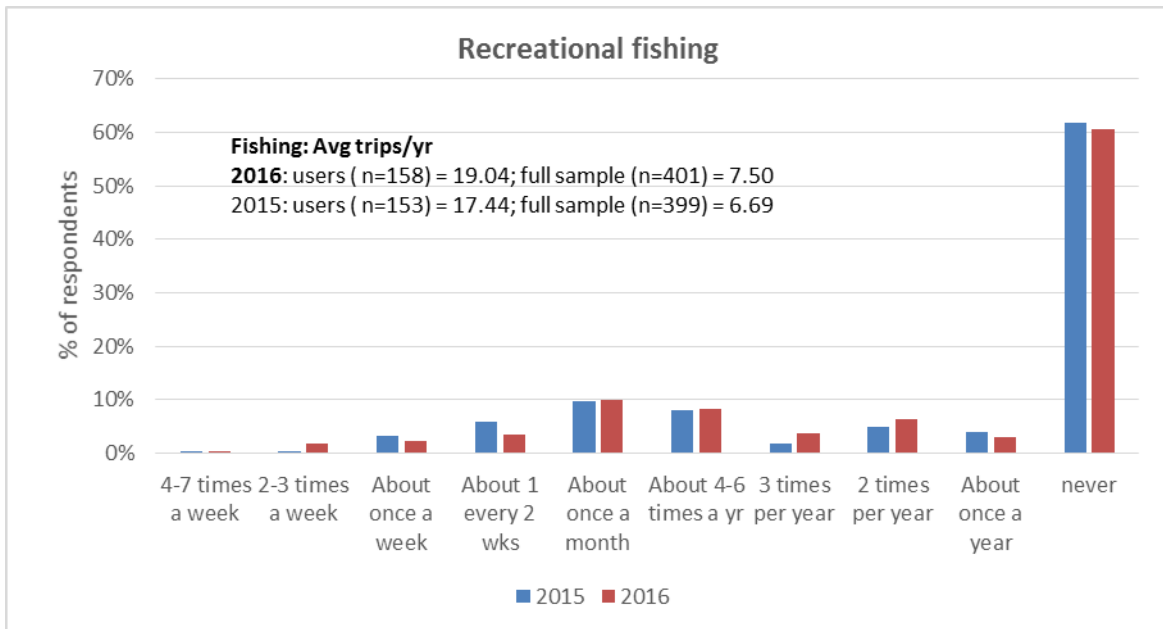 Recreational fishing
70%
60%
50%
40%
30%
20%
10%
0%
% of respondents
Fishing: Avg trips/yr
2016: users ( n=158) = 19.04; full sample (n=401) = 7.50
2015: users ( n=153) = 17.44; full sample (n=399) = 6.69
4-7 times
a week
2-3 times
a week
About
once a
week
About 1
every 2
wks
About
once a
month
About 4-6
times a yr
3 times
per year
2 times
per year
About
once a
year
never
2015
2016